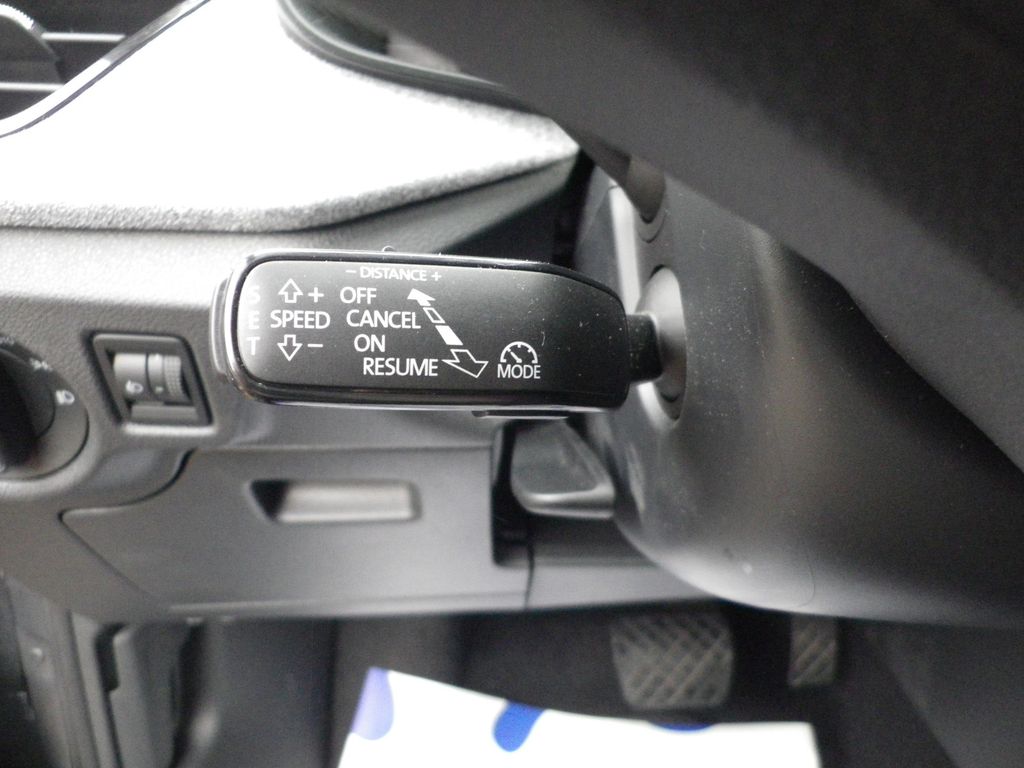 - DISTANCE +
S + OFF
E SPEED CANCEL
T - ON
RESUME
MODE